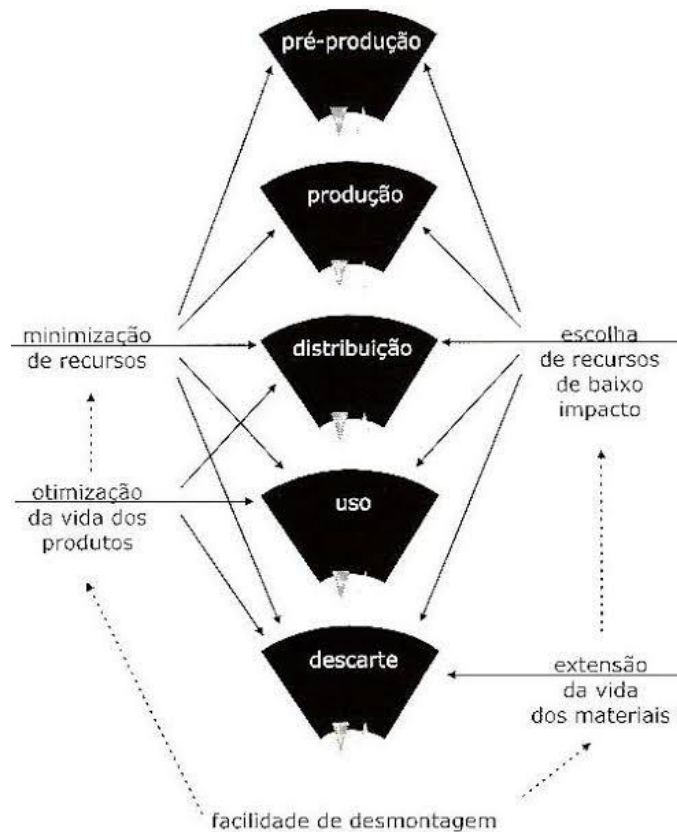 pré-produção
produção
minimização
de recursos
distribuição
escolha
de recursos
de baixo
impacto
otimização
da vida dos
produtos
uso
descarte
extensão
da vida
dos materiais
facilidade de desmontagem